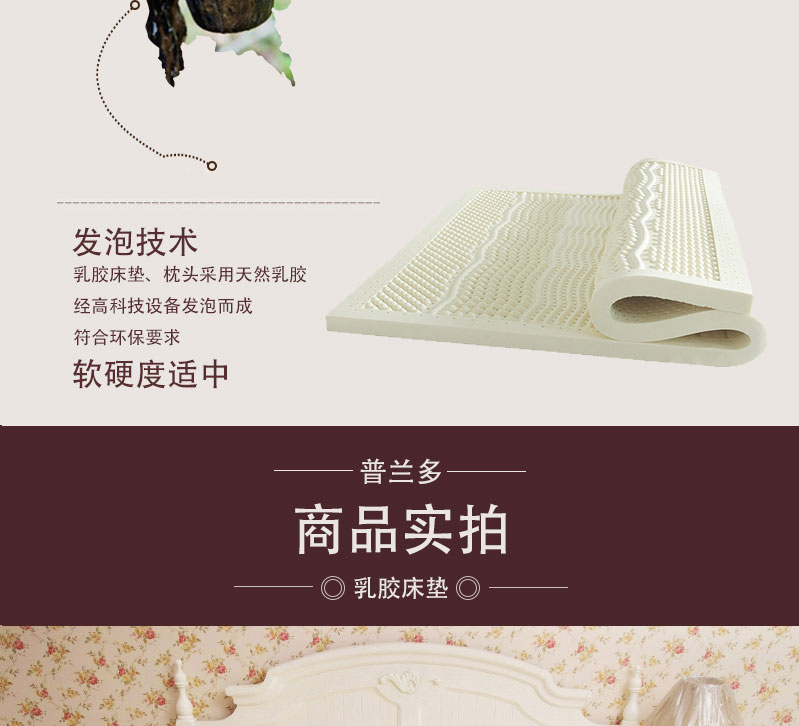 发泡技术
乳胶床垫、枕头采用天然乳胶
经高科技设备发泡而成
符合环保要求
软硬度适中
普兰多
商品实拍
◎ 乳胶床垫 ◎